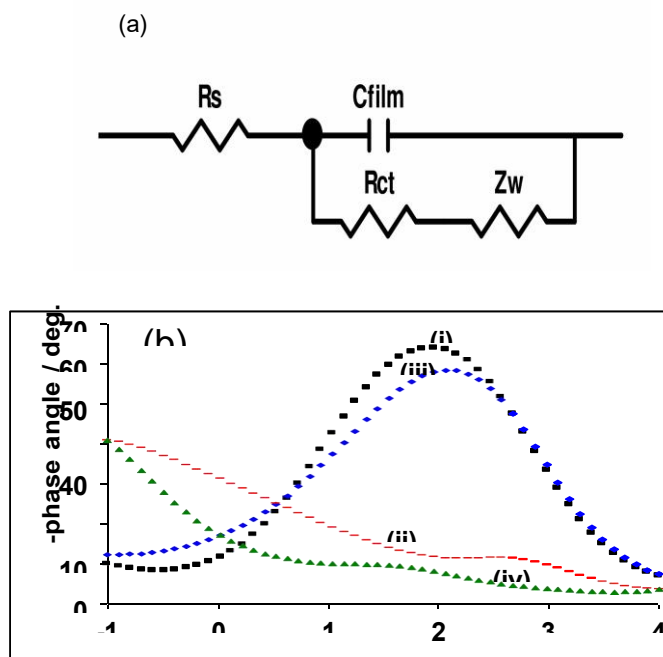 (a)
Rs
Cfilm
Rct
Zw
(b)
-phase angle / deg.
70
60
50
40
10
0
(i)
(iii)
(ii)
(iv)
-1
0
1
2
3
4